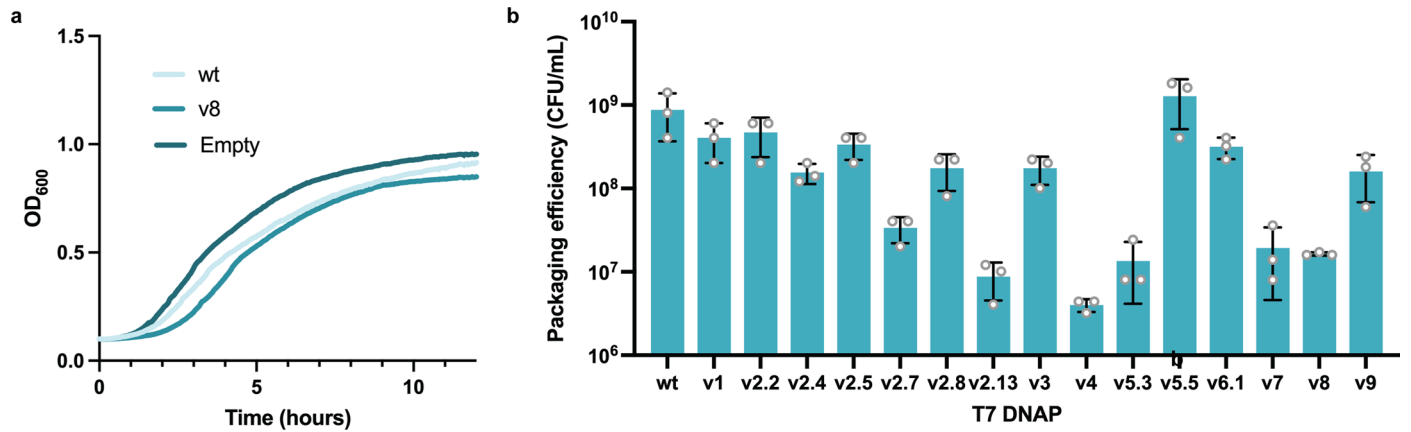 a
OD600
1.5
1.0
0.5
0.0
wt
v8
Empty
0 5 10
Time (hours)
b
Packaging efficiency (CFU/mL)
10^10
10^9
10^8
10^7
10^6
wt v1 v2.2 v2.4 v2.5 v2.7 v2.8 v2.13 v3 v4 v5.3 v5.5 v6.1 v7 v8 v9
T7 DNAP